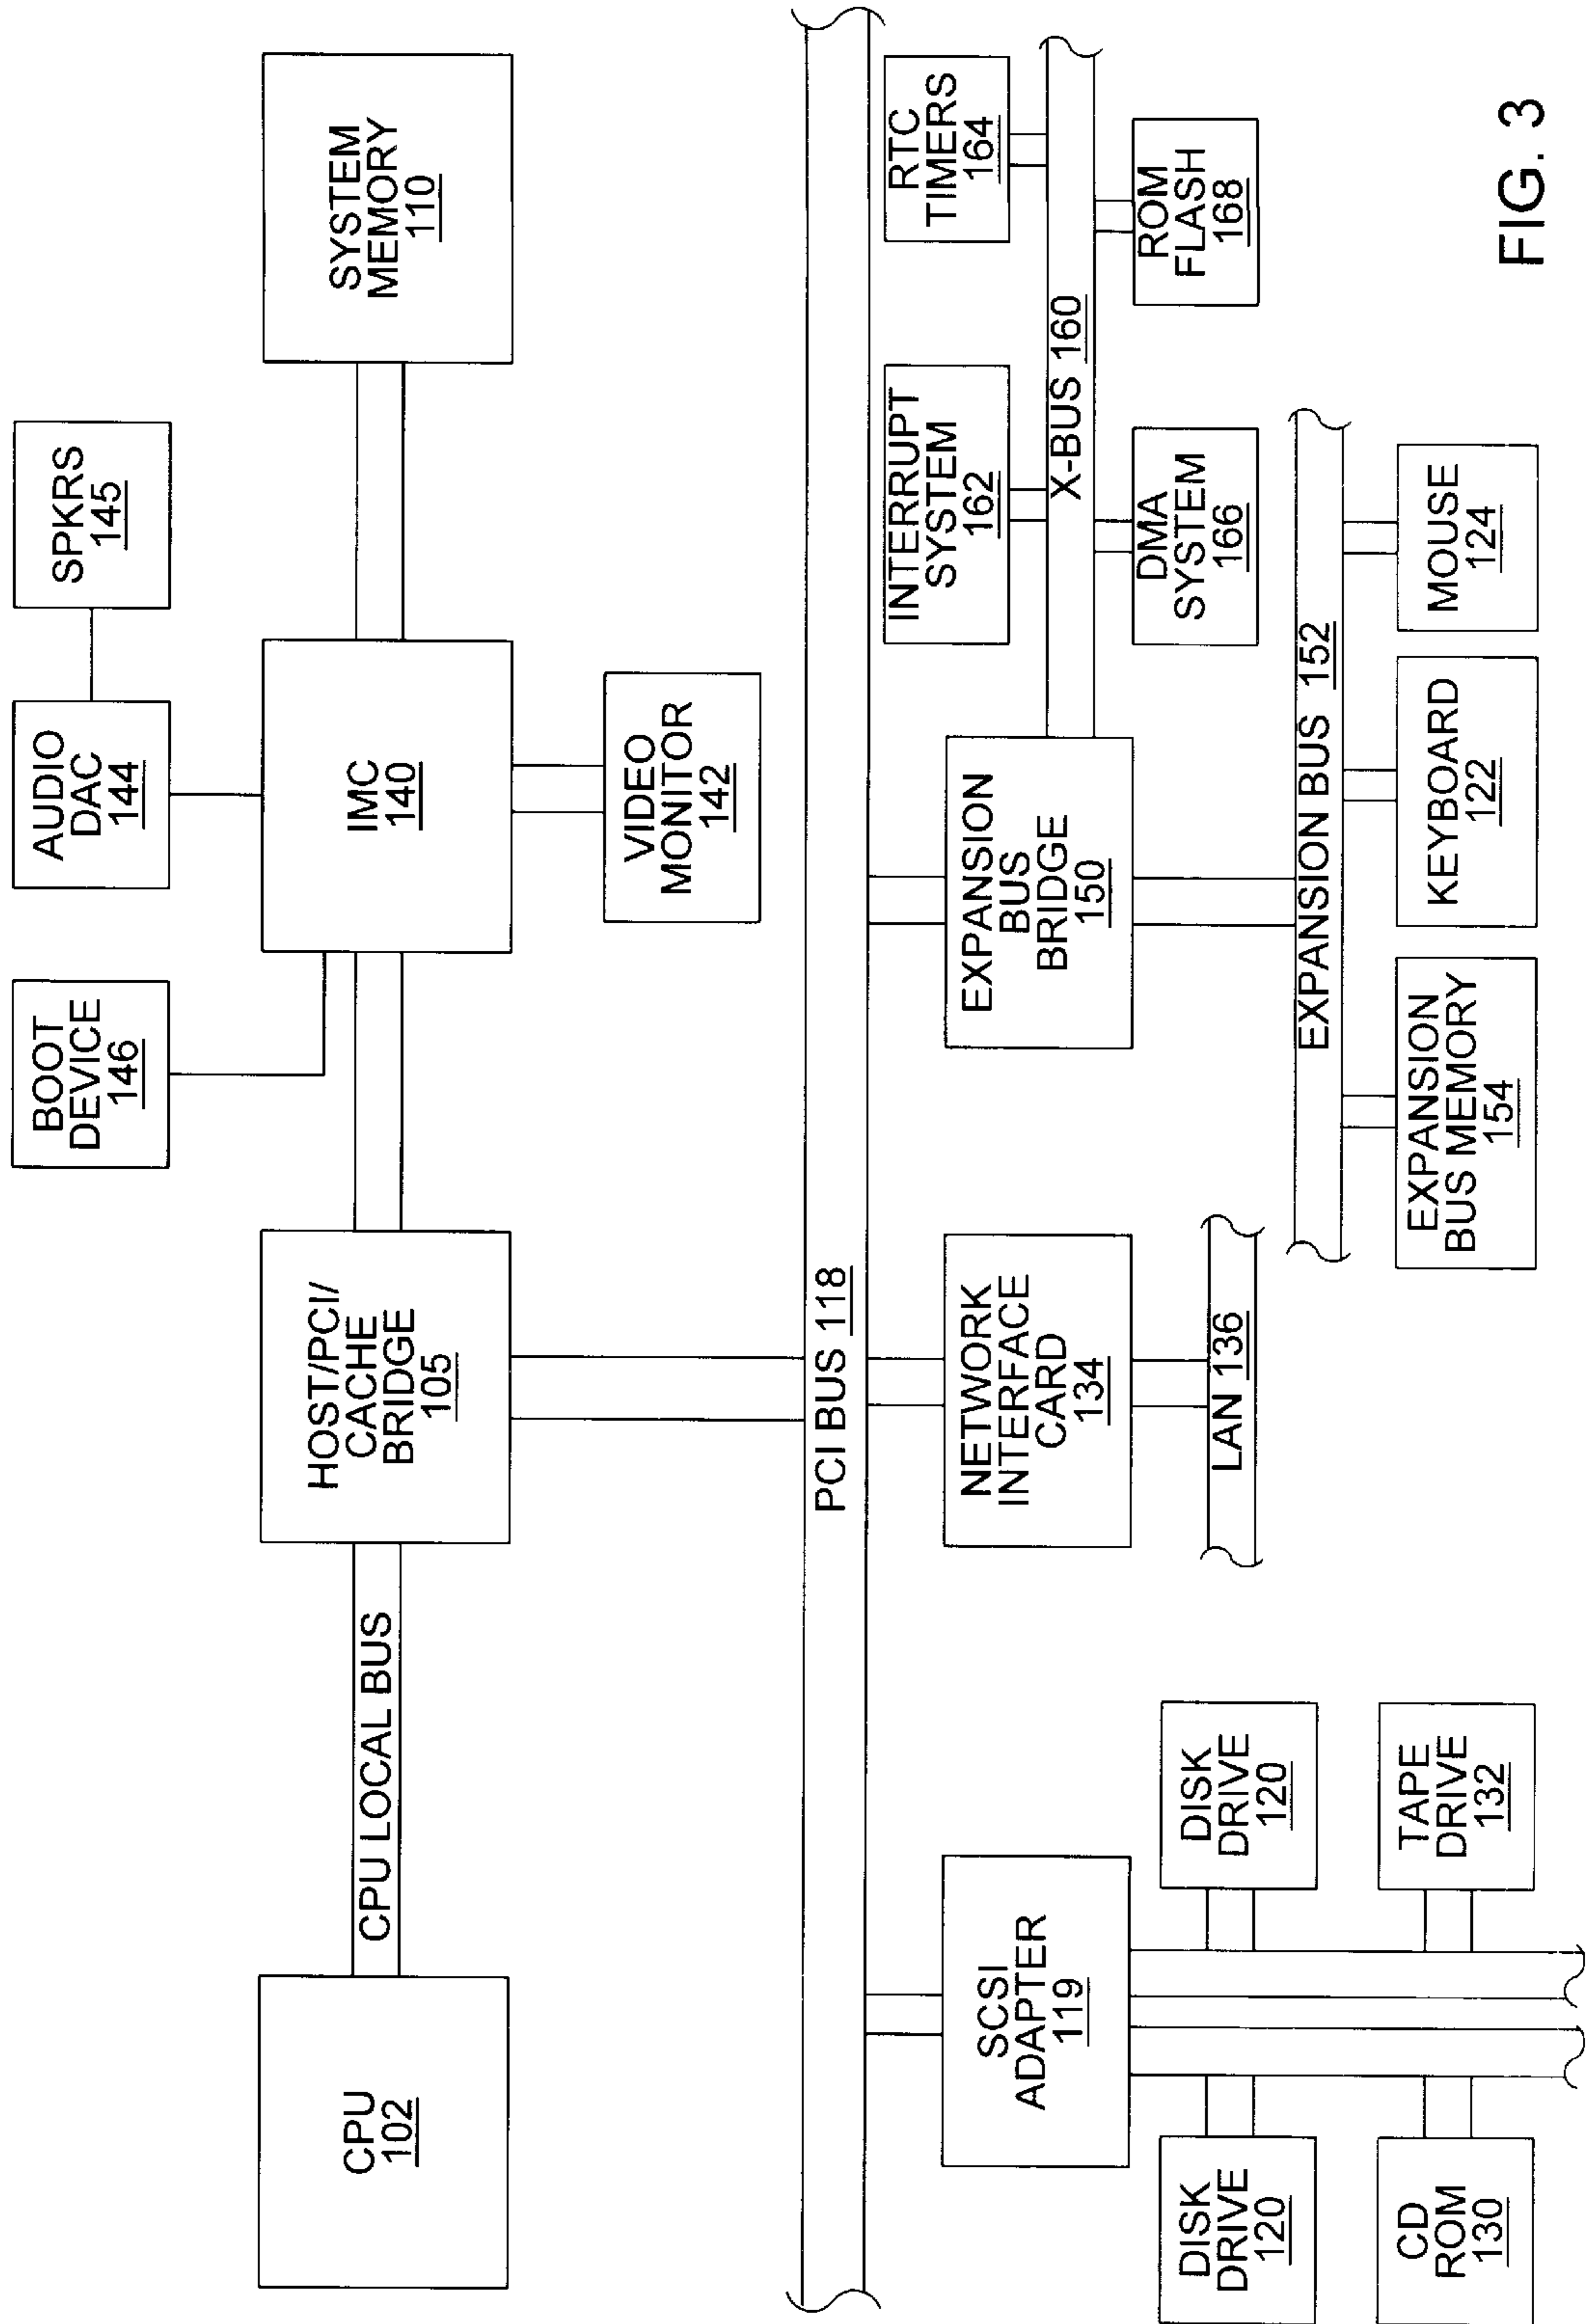 BOOT
DEVICE
146
AUDIO
DAC
144
SPKRS
145
CPU
102
CPU LOCAL BUS
HOST/PCI/
CACHE
BRIDGE
105
IMC
140
SYSTEM
MEMORY
110
VIDEO
MONITOR
142
PCI BUS 118
SCSI
ADAPTER
119
NETWORK
INTERFACE
CARD
134
EXPANSION
BUS
BRIDGE
150
INTERRUPT
SYSTEM
162
RTC
TIMERS
164
X-BUS 160
DMA
SYSTEM
166
ROM
FLASH
168
DISK
DRIVE
120
DISK
DRIVE
120
LAN 136
EXPANSION BUS 152
CD
ROM
130
TAPE
DRIVE
132
EXPANSION
BUS MEMORY
154
KEYBOARD
122
MOUSE
124
FIG. 3